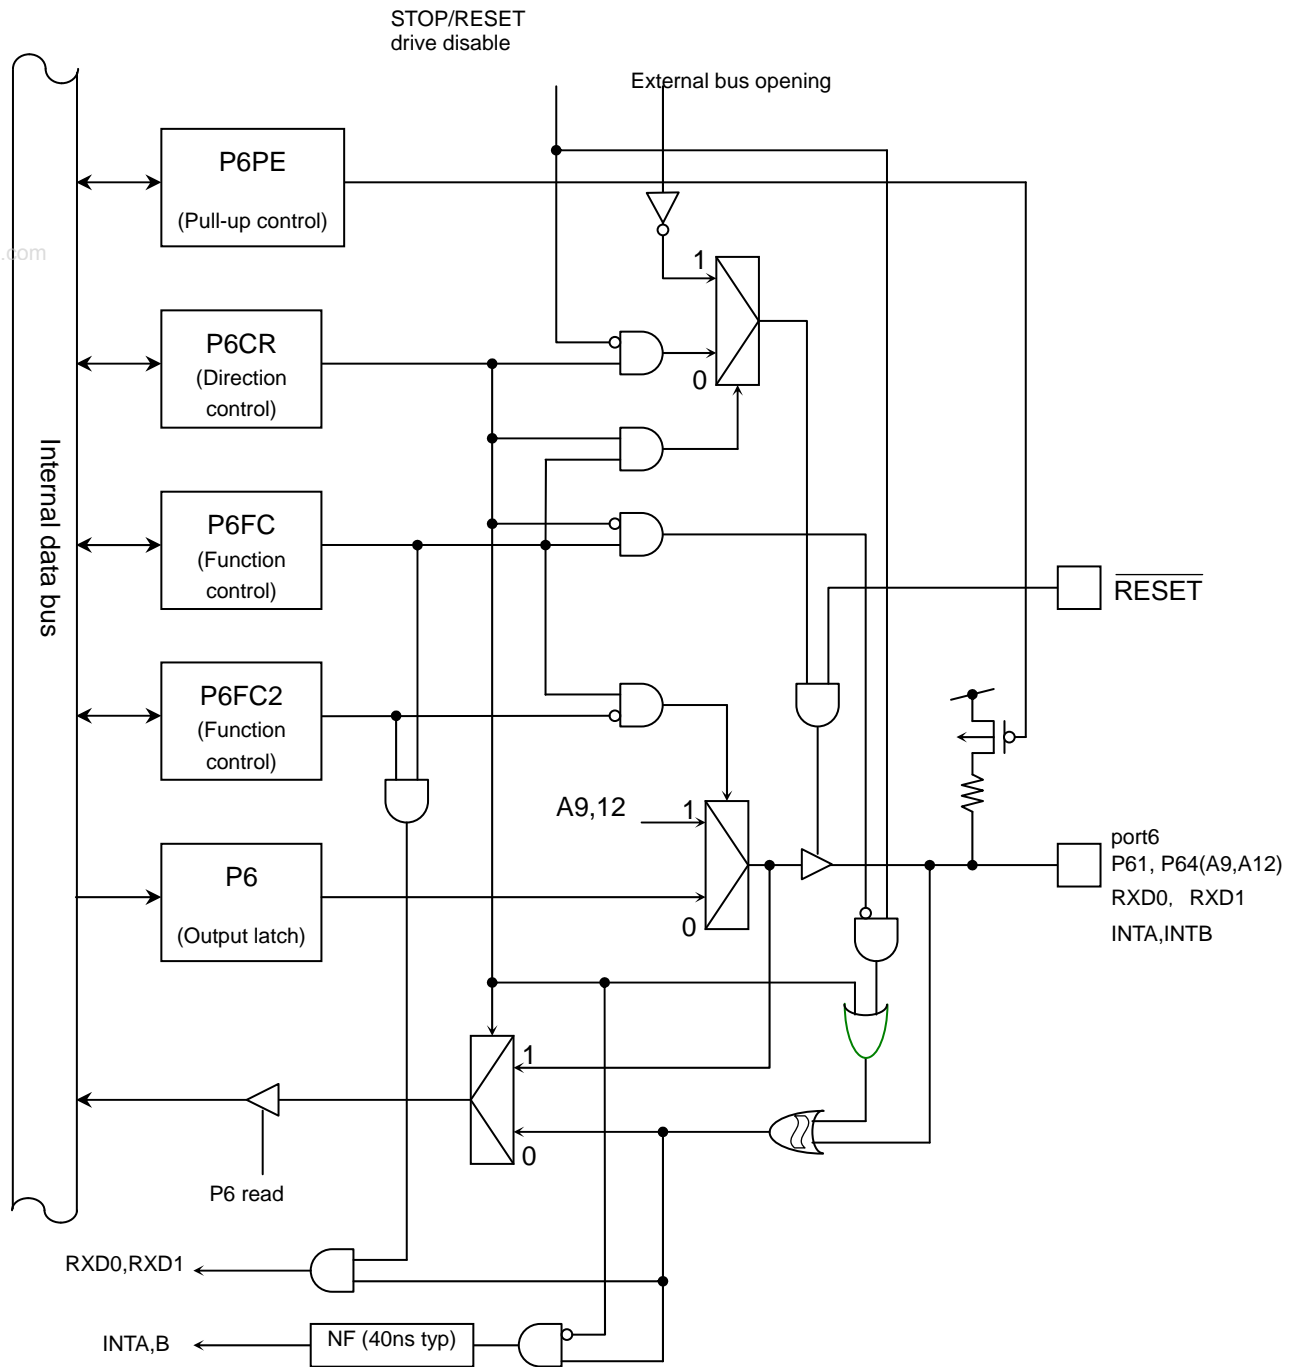 STOP/RESET
drive disable
External bus opening
P6PE
(Pull-up control)
.com
1
P6CR
(Direction
control)
0
Internal data bus
P6FC
(Function
control)
RESET
P6FC2
(Function
control)
A9,12
1
port6
P61, P64(A9,A12)
RXD0, RXD1
INTA,INTB
P6
(Output latch)
0
1
0
P6 read
RXD0,RXD1
INTA,B
NF (40ns typ)